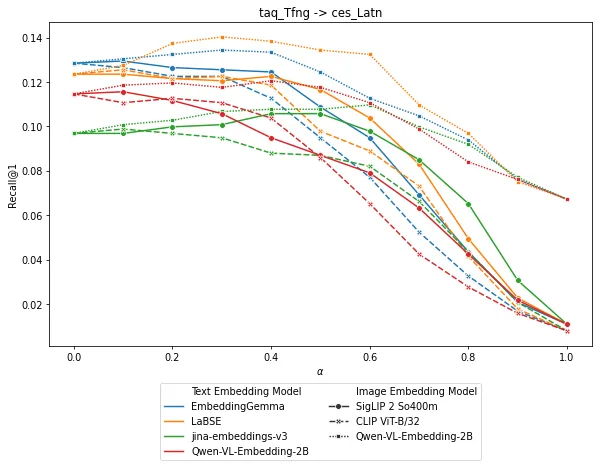 taq_Tfng -> ces_Latn
Recall@1
0.14
0.12
0.10
0.08
0.06
0.04
0.02
0.0 0.2 0.4 0.6 0.8 1.0
α
Text Embedding Model
EmbeddingGemma
LaBSE
jina-embeddings-v3
Qwen-VL-Embedding-2B
Image Embedding Model
SigLIP 2 So400m
CLIP ViT-B/32
Qwen-VL-Embedding-2B